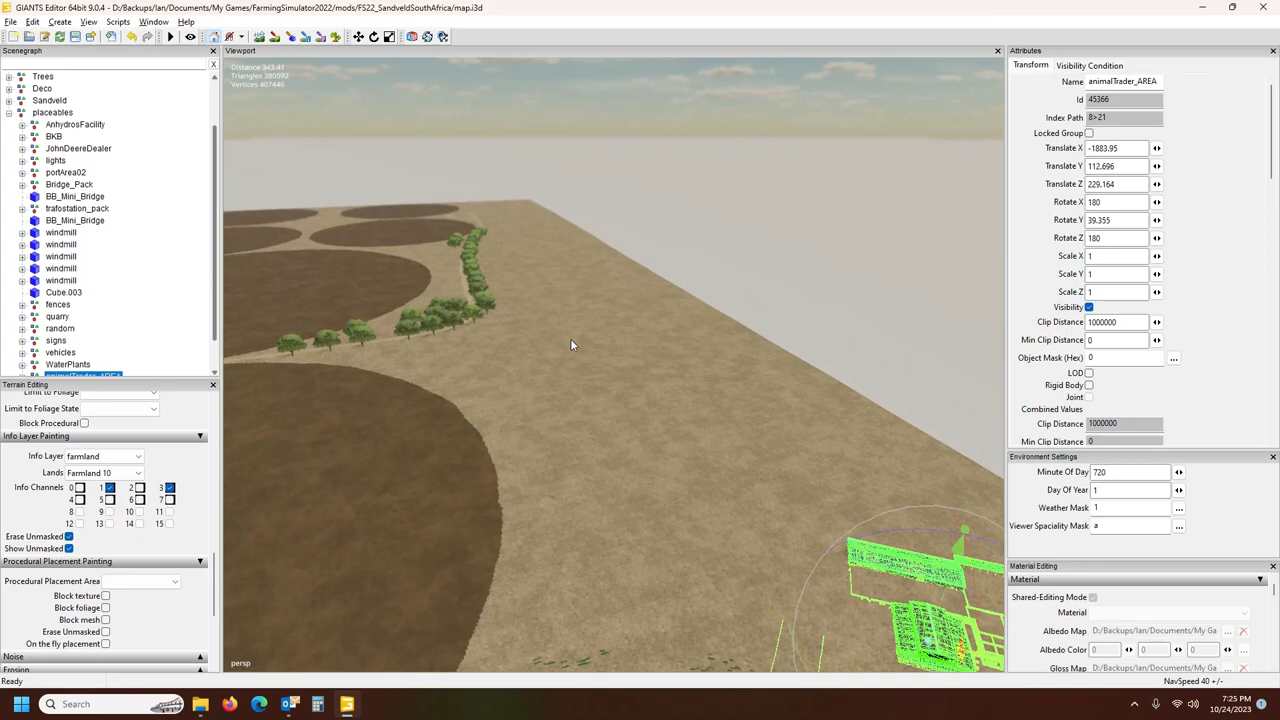 GIANTS Editor 64bit 9.0.4 - D:/Backups/Ian/Documents/My Games/FarmingSimulator2022/mods/FS22_SandveldSouthAfrica/map.i3d
File Edit Create View Scripts Window Help
Scenegraph
X
Trees
Deco
Sandveld
placeables
AnhydrosFacility
BKB
JohnDeereDealer
lights
portArea02
Bridge_Pack
BB_Mini_Bridge
trafostation_pack
BB_Mini_Bridge
windmill
windmill
windmill
windmill
windmill
Cube.003
fences
quarry
random
signs
vehicles
WaterPlants
animalTrader_AREA
Terrain Editing
Limit to Foliage
Limit to Foliage State
Block Procedural
Info Layer Painting
Info Layer farmland
Lands Farmland 10
Info Channels 0 1 2 3
4 5 6 7
8 9 10 11
12 13 14 15
Erase Unmasked
Show Unmasked
Procedural Placement Painting
Procedural Placement Area
Block texture
Block foliage
Block mesh
Erase Unmasked
On the fly placement
Noise
Erosion
Ready
Viewport
Distance 343.41
Triangles 380592
Vertices 407446
persp
Attributes
Transform Visibility Condition
Name animalTrader_AREA
Id 45366
Index Path 8>21
Locked Group
Translate X -1883.95
Translate Y 112.696
Translate Z 229.164
Rotate X 180
Rotate Y 39.355
Rotate Z 180
Scale X 1
Scale Y 1
Scale Z 1
Visibility
Clip Distance 1000000
Min Clip Distance 0
Object Mask (Hex) 0 ...
LOD
Rigid Body
Joint
Combined Values
Clip Distance 1000000
Min Clip Distance 0
Environment Settings
Minute Of Day 720
Day Of Year 1
Weather Mask 1 ...
Viewer Spaciality Mask a ...
Material Editing
Material
Shared-Editing Mode
Material
Albedo Map D:/Backups/Ian/Documents/My Ga ...
Albedo Color 0 0 0 ...
Gloss Map D:/Backups/Ian/Documents/My Ga ...
NavSpeed 40 +/-
Search
7:25 PM
10/24/2023